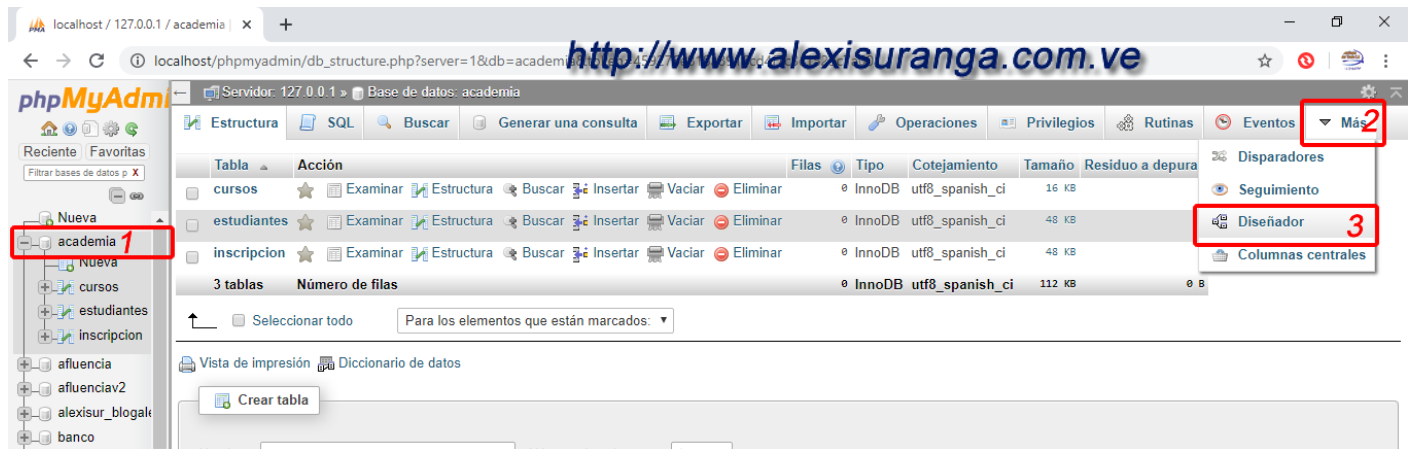 localhost / 127.0.0.1 / academia |
http://www.alexisuranga.com.ve
localhost/phpmyadmin/db_structure.php?server=1&db=academia
phpMyAdmi
Servidor: 127.0.0.1 » Base de datos: academia
Estructura SQL Buscar Generar una consulta Exportar Importar Operaciones Privilegios Rutinas Eventos Más 2
Reciente Favoritas
Filtrar bases de datos p X
Nueva
academia 1
Nueva
cursos
estudiantes
inscripcion
afluencia
afluenciav2
alexisur_blogale
banco
Disparadores
Seguimiento
Diseñador 3
Columnas centrales
Tabla Acción Filas Tipo Cotejamiento Tamaño Residuo a depura
cursos Examinar Estructura Buscar Insertar Vaciar Eliminar 0 InnoDB utf8_spanish_ci 16 KB
estudiantes Examinar Estructura Buscar Insertar Vaciar Eliminar 0 InnoDB utf8_spanish_ci 48 KB
inscripcion Examinar Estructura Buscar Insertar Vaciar Eliminar 0 InnoDB utf8_spanish_ci 48 KB
3 tablas Número de filas 0 InnoDB utf8_spanish_ci 112 KB 0 B
Seleccionar todo Para los elementos que están marcados:
Vista de impresión Diccionario de datos
Crear tabla